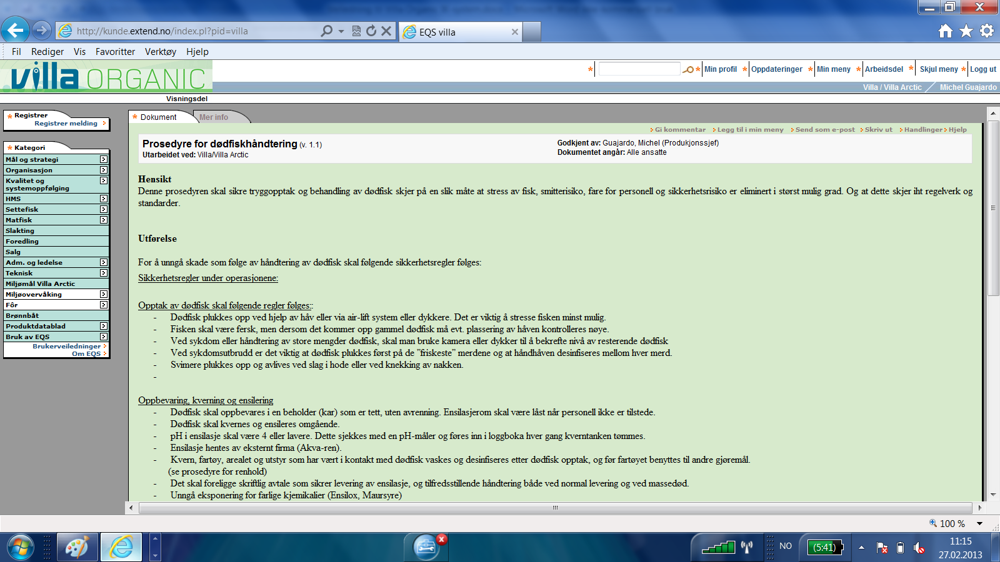 http://kunde.extend.no/index.pl?pid=villa
EQS villa
Fil Rediger Vis Favoritter Verktøy Hjelp
villa ORGANIC
Min profil Oppdateringer Min meny Arbeidsdel Skjul meny Logg ut
Villa / Villa Arctic Michel Guajardo
Visningsdel
Registrer
Registrer melding
Kategori
Mål og strategi
Organisasjon
Kvalitet og
systemoppfølging
HMS
Settefisk
Matfisk
Slakting
Foredling
Salg
Adm. og ledelse
Teknisk
Miljømål Villa Arctic
Miljøovervåking
Fôr
Brønnbåt
Produktdatablad
Bruk av EQS
Brukerveiledninger
Om EQS
Dokument Mer info
Gi kommentar Legg til i min meny Send som e-post Skriv ut Handlinger Hjelp
Prosedyre for dødfiskhåndtering (v. 1.1)
Utarbeidet ved: Villa/Villa Arctic
Godkjent av: Guajardo, Michel (Produkjonssjef)
Dokumentet angår: Alle ansatte
Hensikt
Denne prosedyren skal sikre tryggopptak og behandling av dødfisk skjer på en slik måte at stress av fisk, smitterisiko, fare for personell og sikkerhetsrisiko er eliminert i størst mulig grad. Og at dette skjer iht regelverk og
standarder.
Utførelse
For å unngå skade som følge av håndtering av dødfisk skal følgende sikkerhetsregler følges:
Sikkerhetsregler under operasjonene:
Opptak av dødfisk skal følgende regler følges::
- Dødfisk plukkes opp ved hjelp av håv eller via air-lift system eller dykkere. Det er viktig å stresse fisken minst mulig.
- Fisken skal være fersk, men dersom det kommer opp gammel dødfisk må evt. plassering av håven kontrolleres nøye.
- Ved sykdom eller håndtering av store mengder dødfisk, skal man bruke kamera eller dykker til å bekrefte nivå av resterende dødfisk
- Ved sykdomsutbrudd er det viktig at dødfisk plukkes først på de ”friskeste” merdene og at håndhåven desinfiseres mellom hver merd.
- Svimere plukkes opp og avlives ved slag i hode eller ved knekking av nakken.
-
Oppbevaring, kverning og ensilering
- Dødfisk skal oppbevares i en beholder (kar) som er tett, uten avrenning. Ensilasjerom skal være låst når personell ikke er tilstede.
- Dødfisk skal kvernes og ensileres omgående.
- pH i ensilasje skal være 4 eller lavere. Dette sjekkes med en pH-måler og føres inn i loggboka hver gang kverntanken tømmes.
- Ensilasje hentes av eksternt firma (Akva-ren).
- Kvern, fartøy, arealet og utstyr som har vært i kontakt med dødfisk vaskes og desinfiseres etter dødfisk opptak, og før fartøyet benyttes til andre gjøremål.
(se prosedyre for renhold)
- Det skal foreligge skriftlig avtale som sikrer levering av ensilasje, og tilfredsstillende håndtering både ved normal levering og ved massedød.
- Unngå eksponering for farlige kjemikalier (Ensilox, Maursyre)
100 %
NO
(5:41)
11:15
27.02.2013